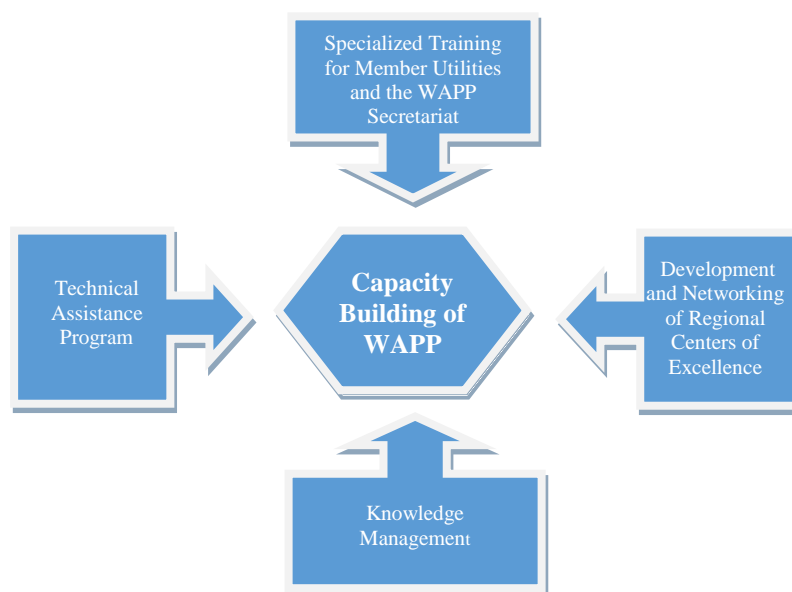 Specialized Training
for Member Utilities
and the WAPP
Secretariat
Technical
Assistance
Program
Capacity
Building of
WAPP
Development
and Networking
of Regional
Centers of
Excellence
Knowledge
Management